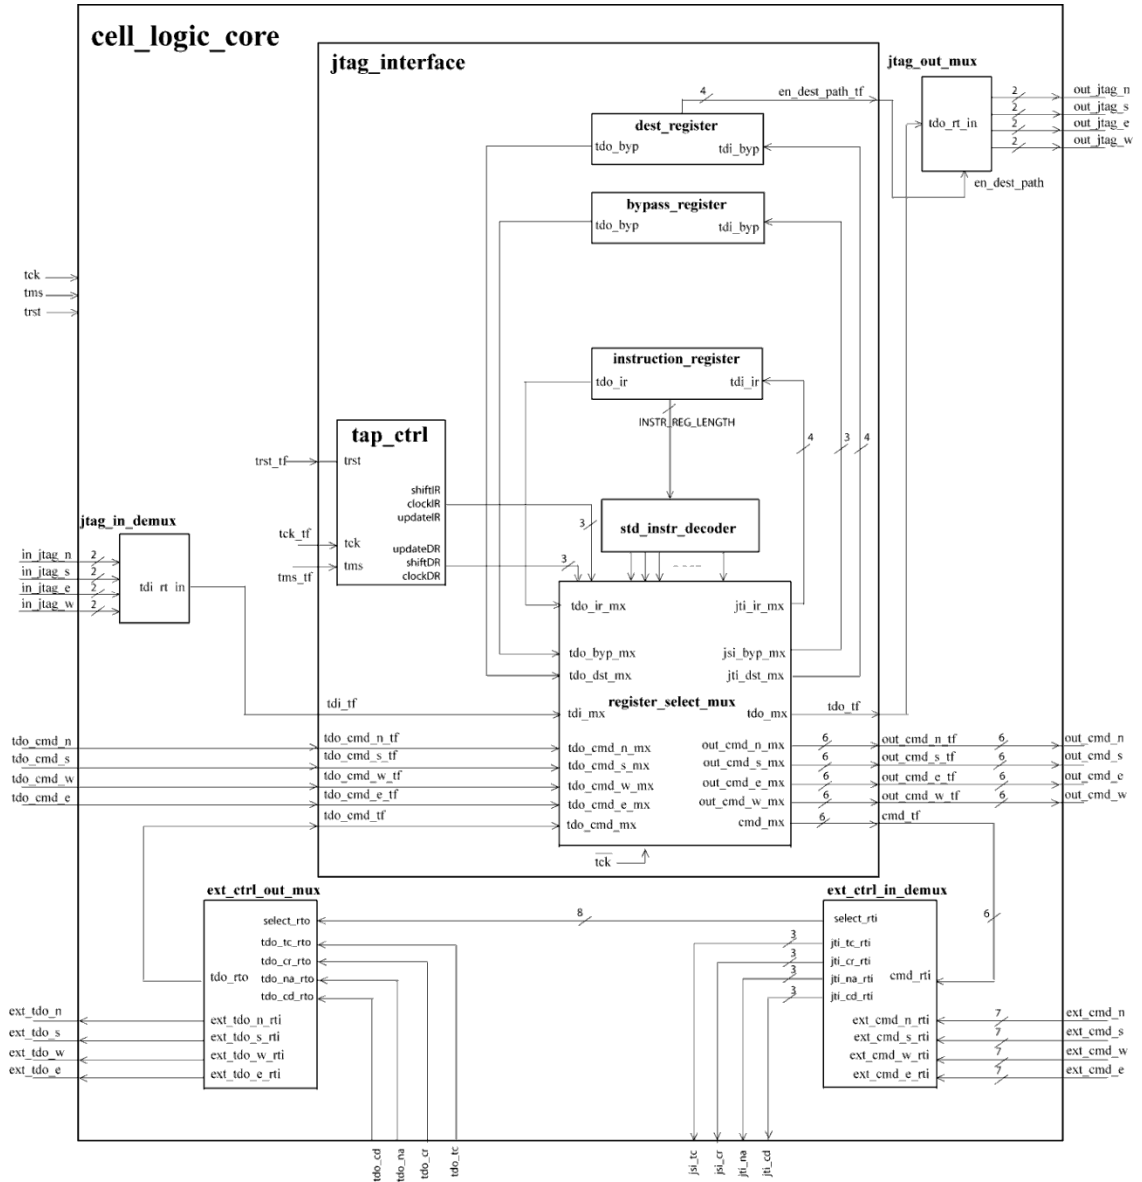 cell_logic_core
jtag_interface
jtag_out_mux
tdo_rt_in
2
out_jtag_n
2
out_jtag_s
2
out_jtag_e
2
out_jtag_w
en_dest_path
4
en_dest_path_tf
dest_register
tdo_byp
tdi_byp
bypass_register
tdo_byp
tdi_byp
tck
tms
trst
instruction_register
tdo_ir
tdi_ir
INSTR_REG_LENGTH
4
3
4
tap_ctrl
trst_tf
trst
shiftIR
clockIR
updateIR
3
tck_tf
tck
tms_tf
tms
updateDR
shiftDR
clockDR
3
std_instr_decoder
jtag_in_demux
in_jtag_n
2
in_jtag_s
2
in_jtag_e
2
in_jtag_w
2
tdi_rt_in
tdo_ir_mx
jti_ir_mx
tdo_byp_mx
jsi_byp_mx
tdo_dst_mx
jti_dst_mx
register_select_mux
tdi_tf
tdi_mx
tdo_mx
tdo_tf
tdo_cmd_n
tdo_cmd_n_tf
tdo_cmd_n_mx
out_cmd_n_mx
6
out_cmd_n_tf
6
out_cmd_n
tdo_cmd_s
tdo_cmd_s_tf
tdo_cmd_s_mx
out_cmd_s_mx
6
out_cmd_s_tf
6
out_cmd_s
tdo_cmd_w
tdo_cmd_w_tf
tdo_cmd_w_mx
out_cmd_e_mx
6
out_cmd_e_tf
6
out_cmd_e
tdo_cmd_e
tdo_cmd_e_tf
tdo_cmd_e_mx
out_cmd_w_mx
6
out_cmd_w_tf
6
out_cmd_w
tdo_cmd_tf
tdo_cmd_mx
cmd_mx
6
cmd_tf
tck
ext_ctrl_out_mux
select_rto
tdo_tc_rto
tdo_cr_rto
tdo_rto
tdo_na_rto
tdo_cd_rto
ext_tdo_n
ext_tdo_n_rti
ext_tdo_s
ext_tdo_s_rti
ext_tdo_w
ext_tdo_w_rti
ext_tdo_e
ext_tdo_e_rti
8
ext_ctrl_in_demux
select_rti
6
3
jti_tc_rti
3
jti_cr_rti
3
jti_na_rti
cmd_rti
3
jti_cd_rti
ext_cmd_n_rti
7
ext_cmd_n
ext_cmd_s_rti
7
ext_cmd_s
ext_cmd_w_rti
7
ext_cmd_w
ext_cmd_e_rti
7
ext_cmd_e
tdo_cd
tdo_na
tdo_cr
tdo_tc
jsi_tc
jsi_cr
jti_na
jti_cd